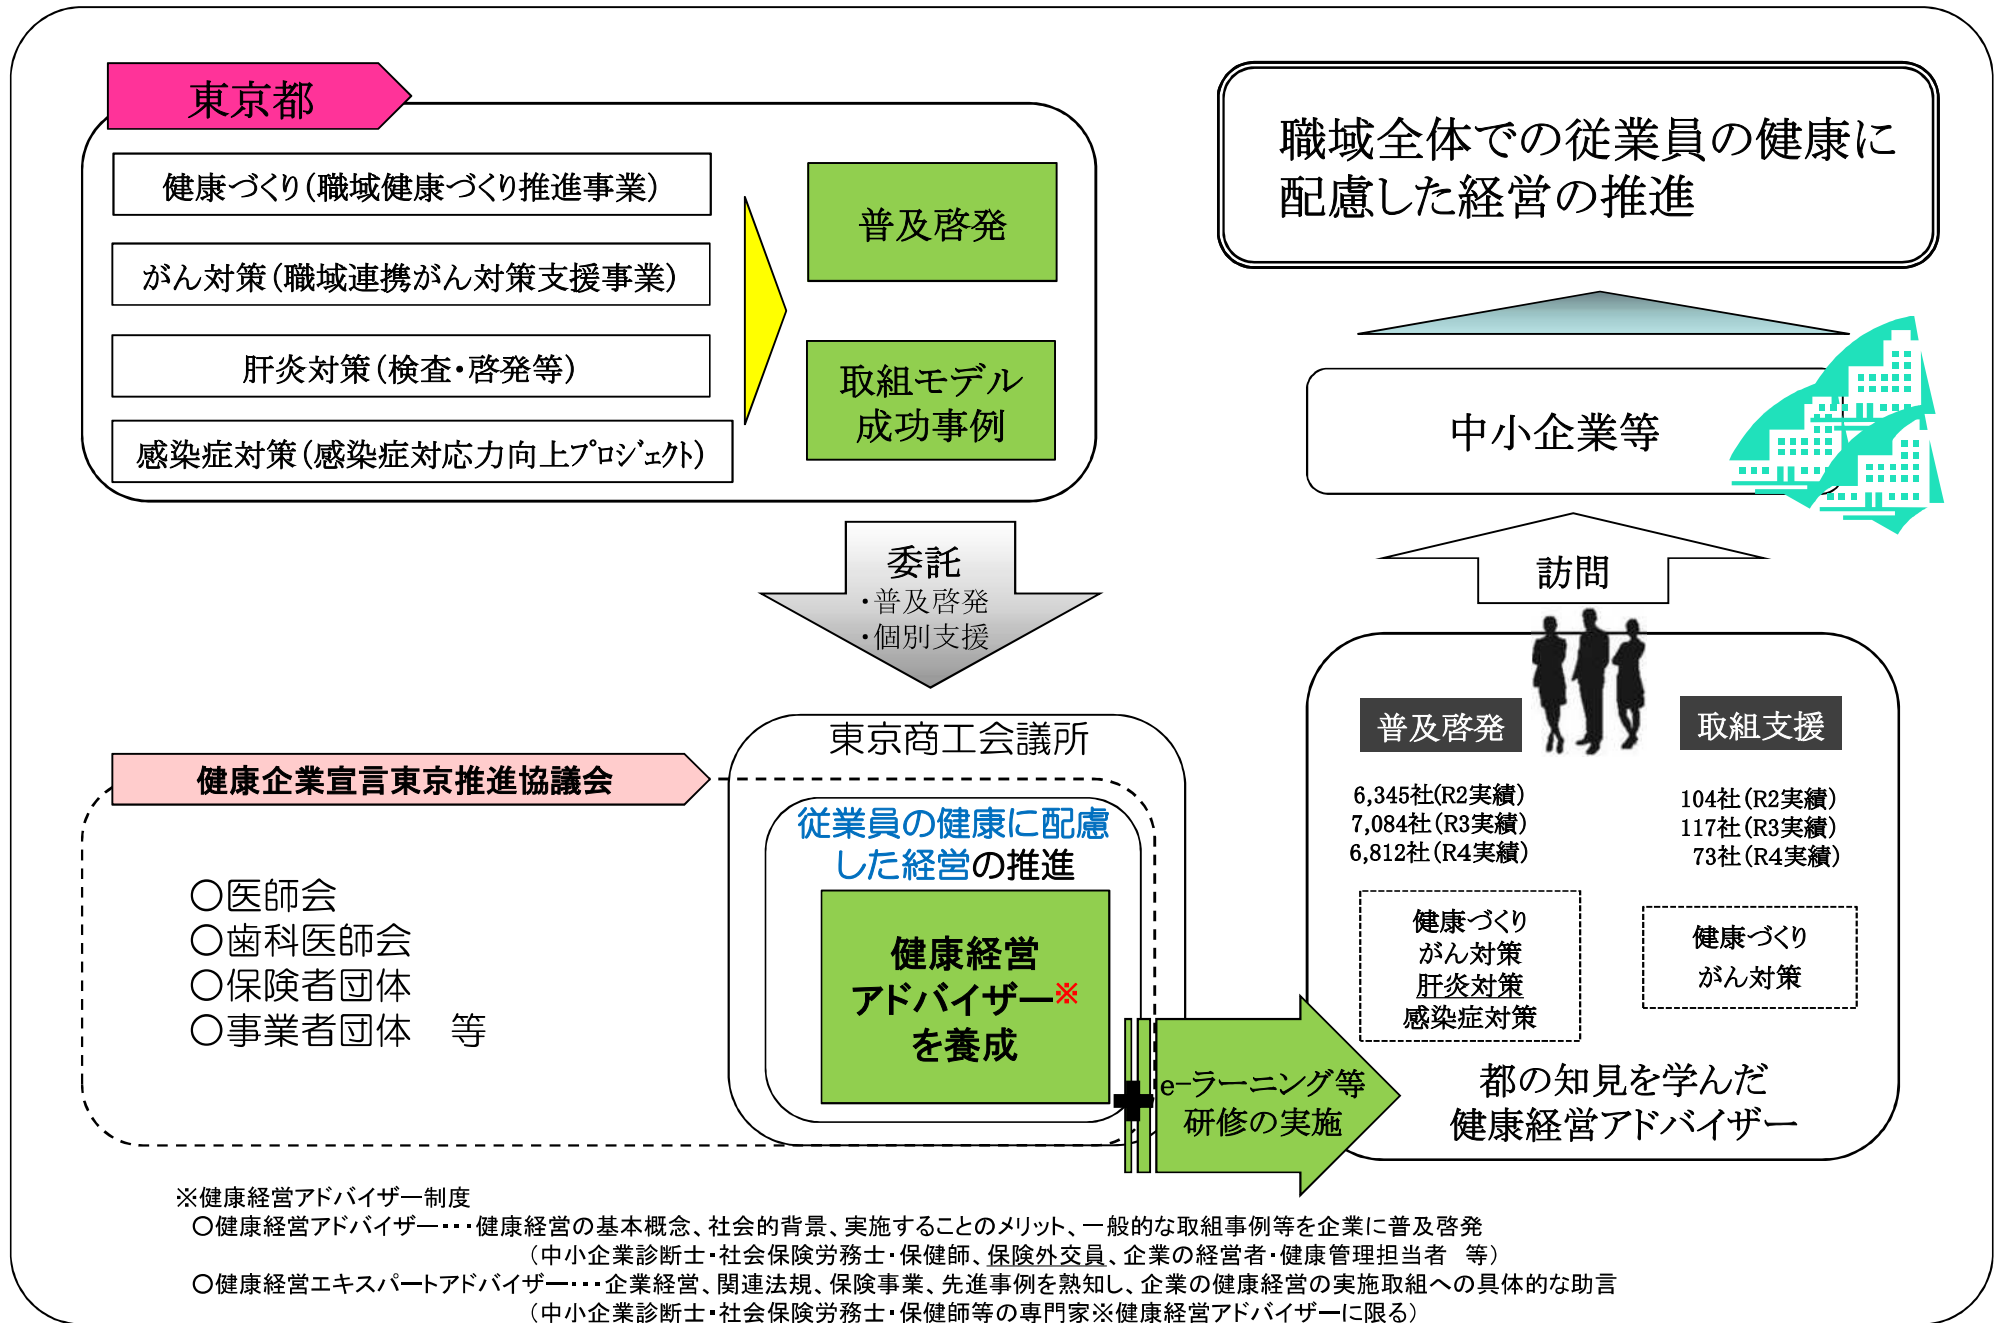 東京都
健康づくり(職域健康づくり推進事業)
がん対策(職域連携がん対策支援事業)
肝炎対策(検査・啓発等)
感染症対策(感染症対応力向上プロジェクト)
普及啓発
取組モデル
成功事例
委託
・普及啓発
・個別支援
健康企業宣言東京推進協議会
○医師会
○歯科医師会
○保険者団体
○事業者団体　等
東京商工会議所
従業員の健康に配慮
した経営の推進
健康経営
アドバイザー※
を養成
e-ラーニング等
研修の実施
職域全体での従業員の健康に
配慮した経営の推進
中小企業等
訪問
普及啓発
6,345社(R2実績)
7,084社(R3実績)
6,812社(R4実績)
健康づくり
がん対策
肝炎対策
感染症対策
取組支援
104社(R2実績)
117社(R3実績)
73社(R4実績)
健康づくり
がん対策
都の知見を学んだ
健康経営アドバイザー
※健康経営アドバイザー制度
○健康経営アドバイザー・・・健康経営の基本概念、社会的背景、実施することのメリット、一般的な取組事例等を企業に普及啓発
(中小企業診断士・社会保険労務士・保健師、保険外交員、企業の経営者・健康管理担当者　等)
○健康経営エキスパートアドバイザー・・・企業経営、関連法規、保険事業、先進事例を熟知し、企業の健康経営の実施取組への具体的な助言
(中小企業診断士・社会保険労務士・保健師等の専門家※健康経営アドバイザーに限る)